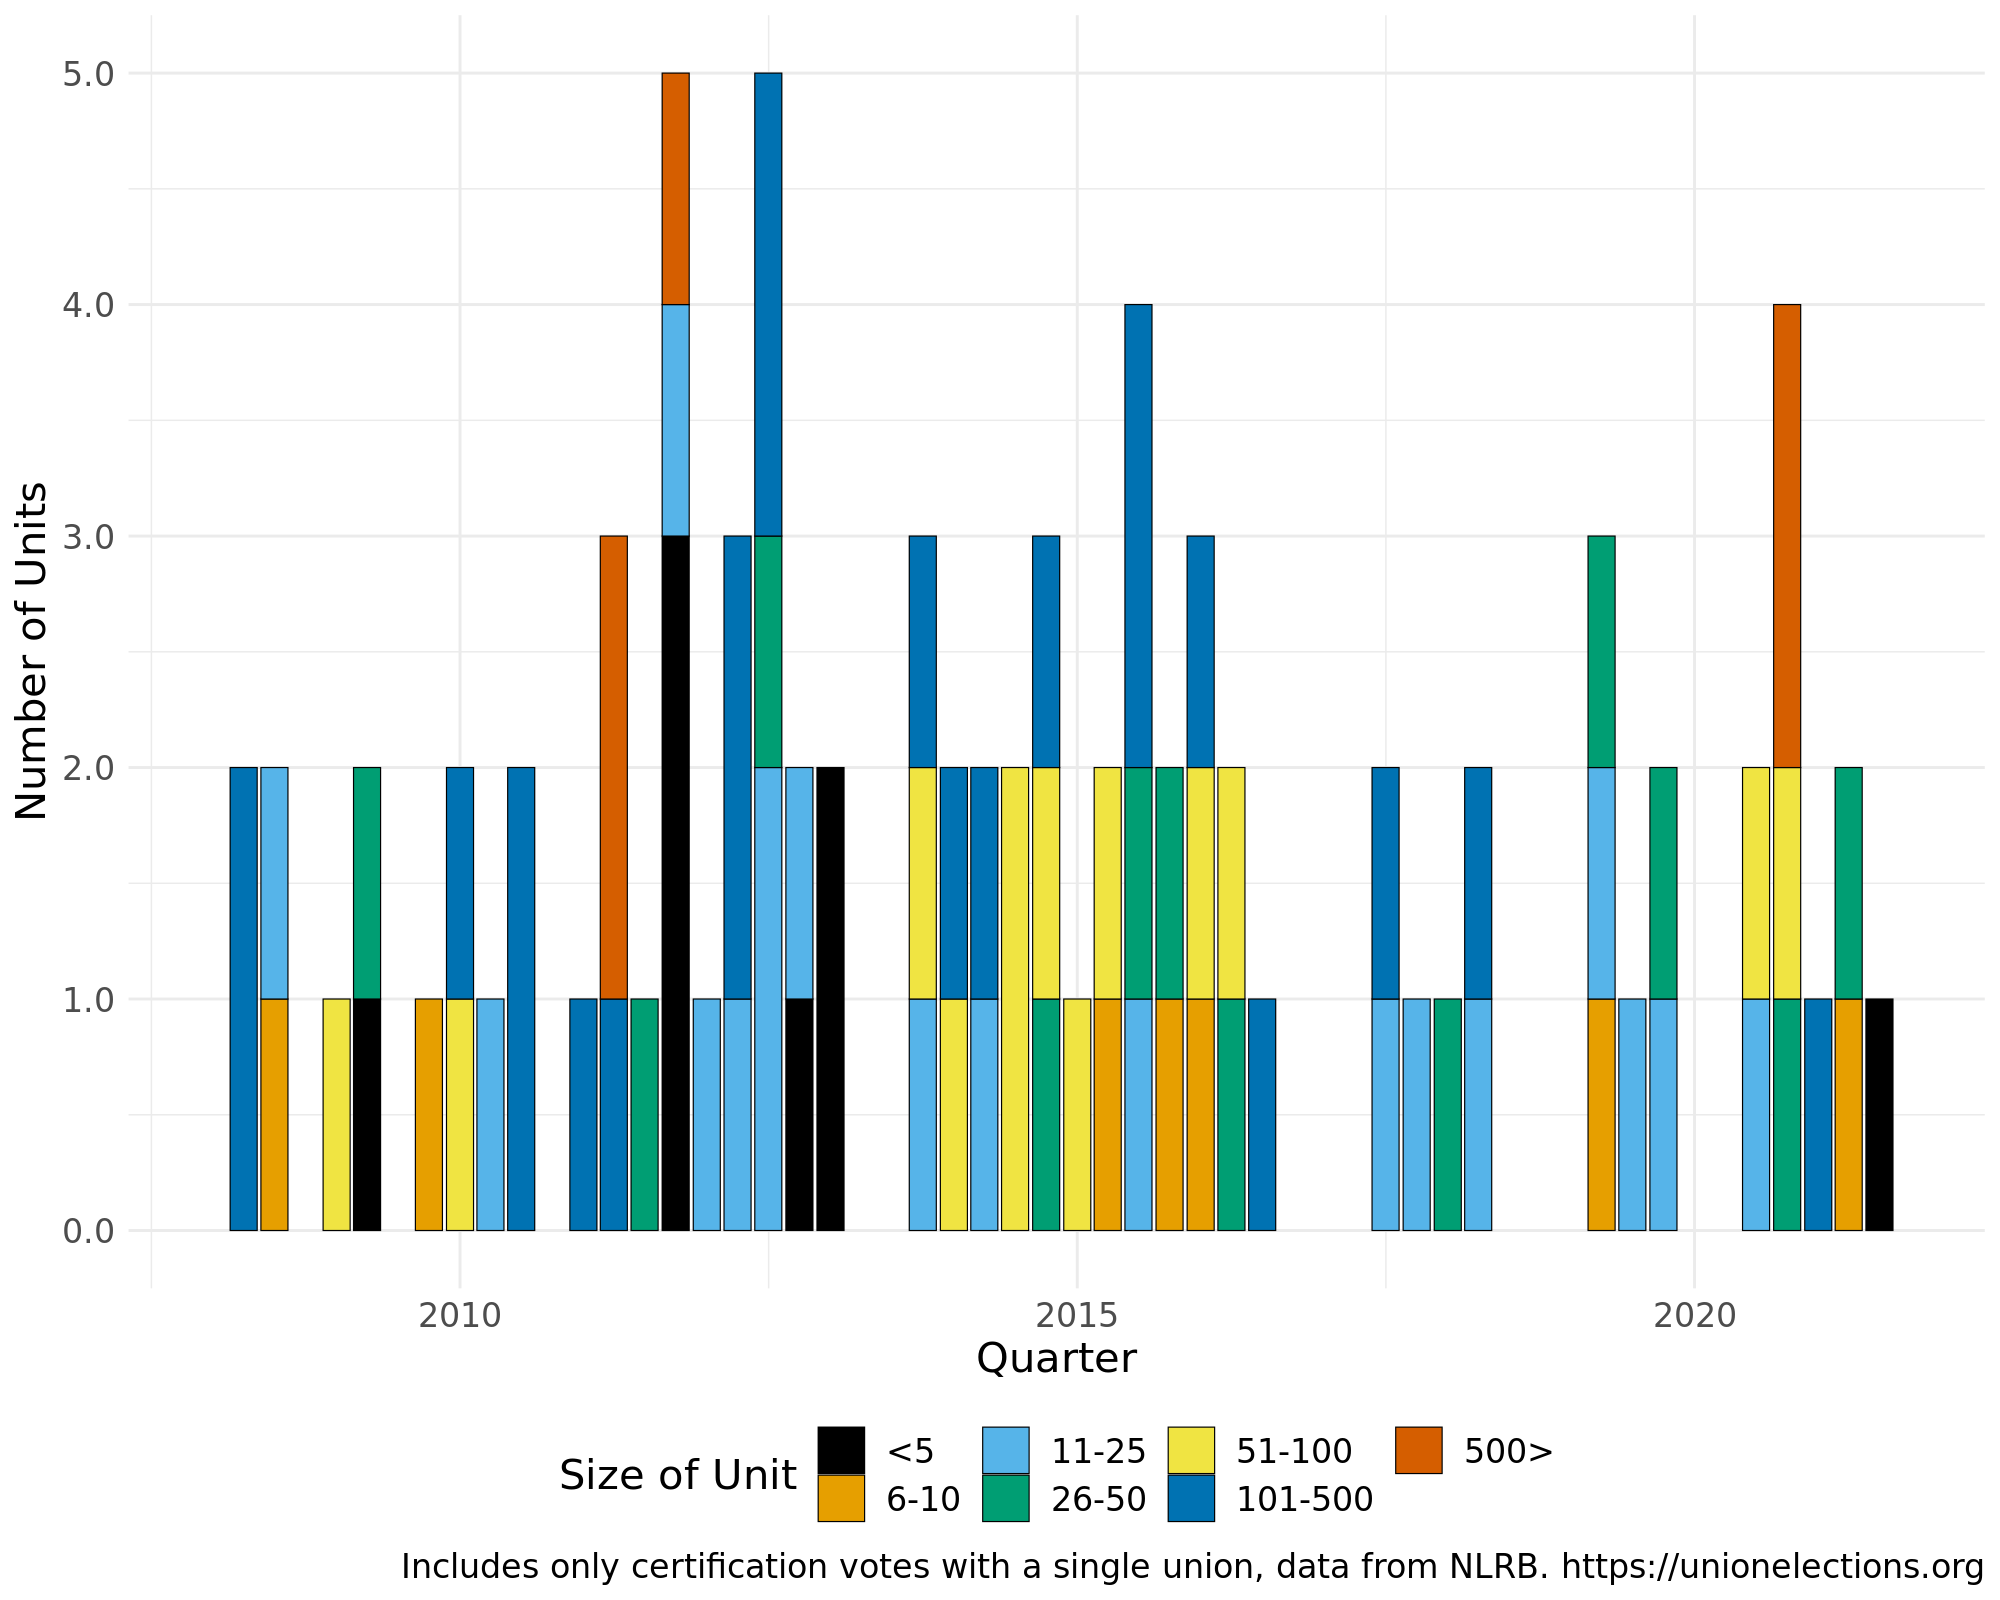 5.0
4.0
3.0
2.0
1.0
0.0
Number of Units
2010 2015 2020
Quarter
Size of Unit
<5 11-25 51-100 500>
6-10 26-50 101-500
Includes only certification votes with a single union, data from NLRB. https://unionelections.org